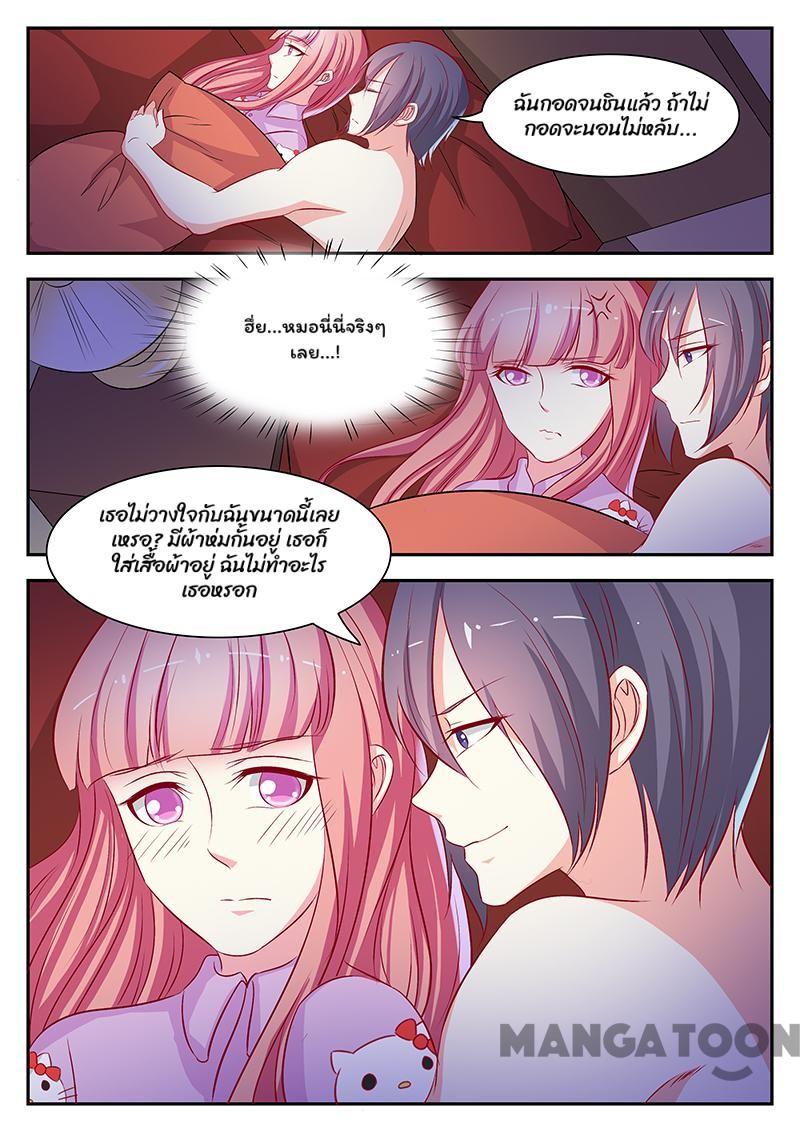 ฉันกอดจนชินแล้ว ถ้าไม่
กอดจะนอนไม่หลับ...
ฮึ่ย...หมอนี่นี่จริงๆ
เลย...!
เธอไม่วางใจกับฉันขนาดนี้เลย
เหรอ? มีผ้าห่มกั้นอยู่ เธอก็
ใส่เสื้อผ้าอยู่ ฉันไม่ทำอะไร
เธอหรอก
MANGATOON